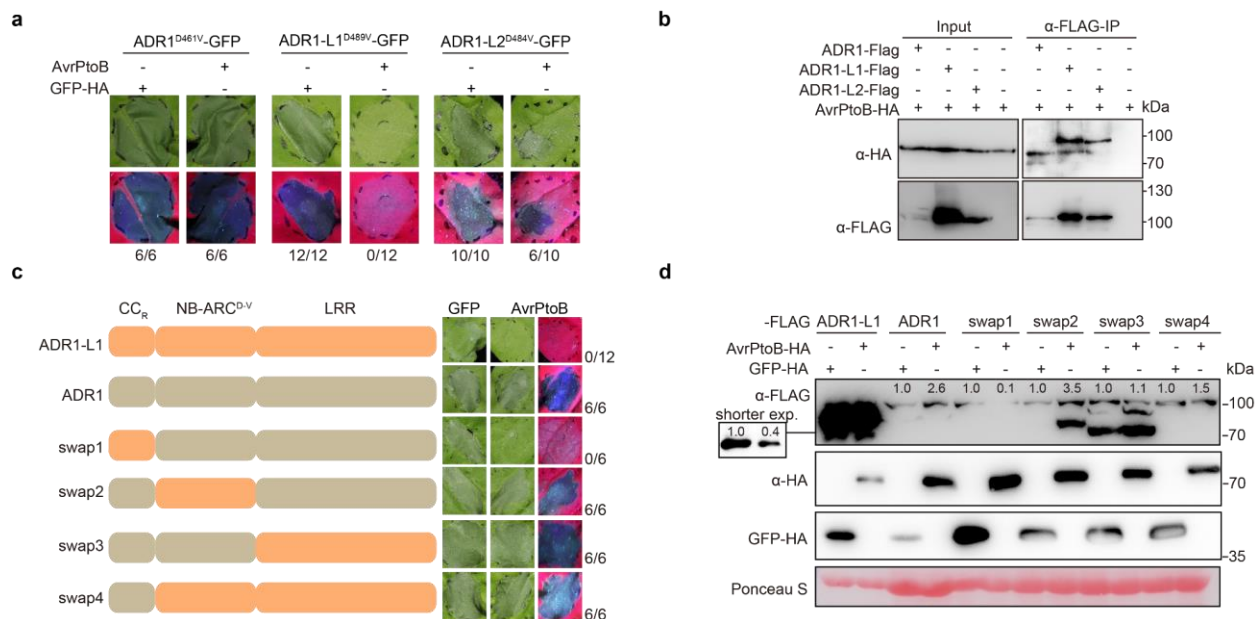 a
ADR1D461V-GFP ADR1-L1D489V-GFP ADR1-L2D484V-GFP
AvrPtoB - + - + - +
GFP-HA + - + - + -
6/6 6/6 12/12 0/12 10/10 6/10
b
Input α-FLAG-IP
ADR1-Flag + - - - + - - -
ADR1-L1-Flag - + - - - + - -
ADR1-L2-Flag - - + - - - + -
AvrPtoB-HA + + + + + + + + kDa
α-HA -100
-70
-130
α-FLAG -100
c
CCR NB-ARCD-V LRR GFP AvrPtoB
ADR1-L1 0/12
ADR1 6/6
swap1 0/6
swap2 6/6
swap3 6/6
swap4 6/6
d
-FLAG ADR1-L1 ADR1 swap1 swap2 swap3 swap4
AvrPtoB-HA - + - + - + - + - + - +
GFP-HA + - + - + - + - + - + - kDa
α-FLAG 1.0 2.6 1.0 0.1 1.0 3.5 1.0 1.1 1.0 1.5 -100
shorter exp.
1.0 0.4 -70
α-HA -70
GFP-HA
-35
Ponceau S